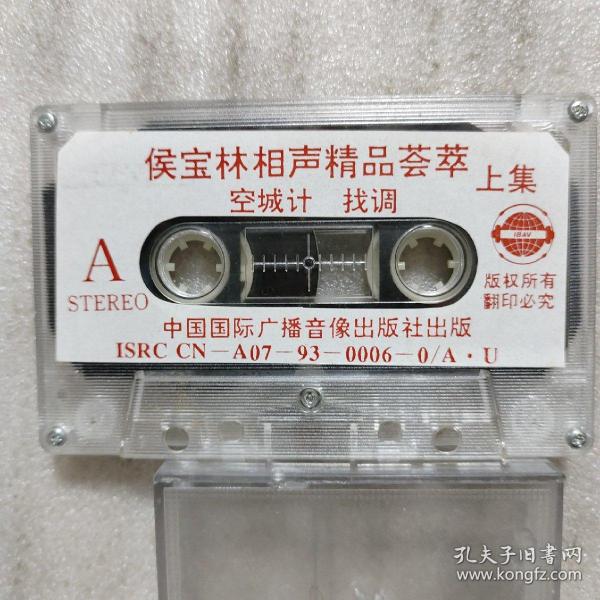 侯宝林相声精品荟萃
上集
空城计 找调
A
STEREO
IBAV
版权所有
翻印必究
中国国际广播音像出版社出版
ISRC CN－A07－93－0006－0/A·U
孔夫子旧书网
www.kongfz.com